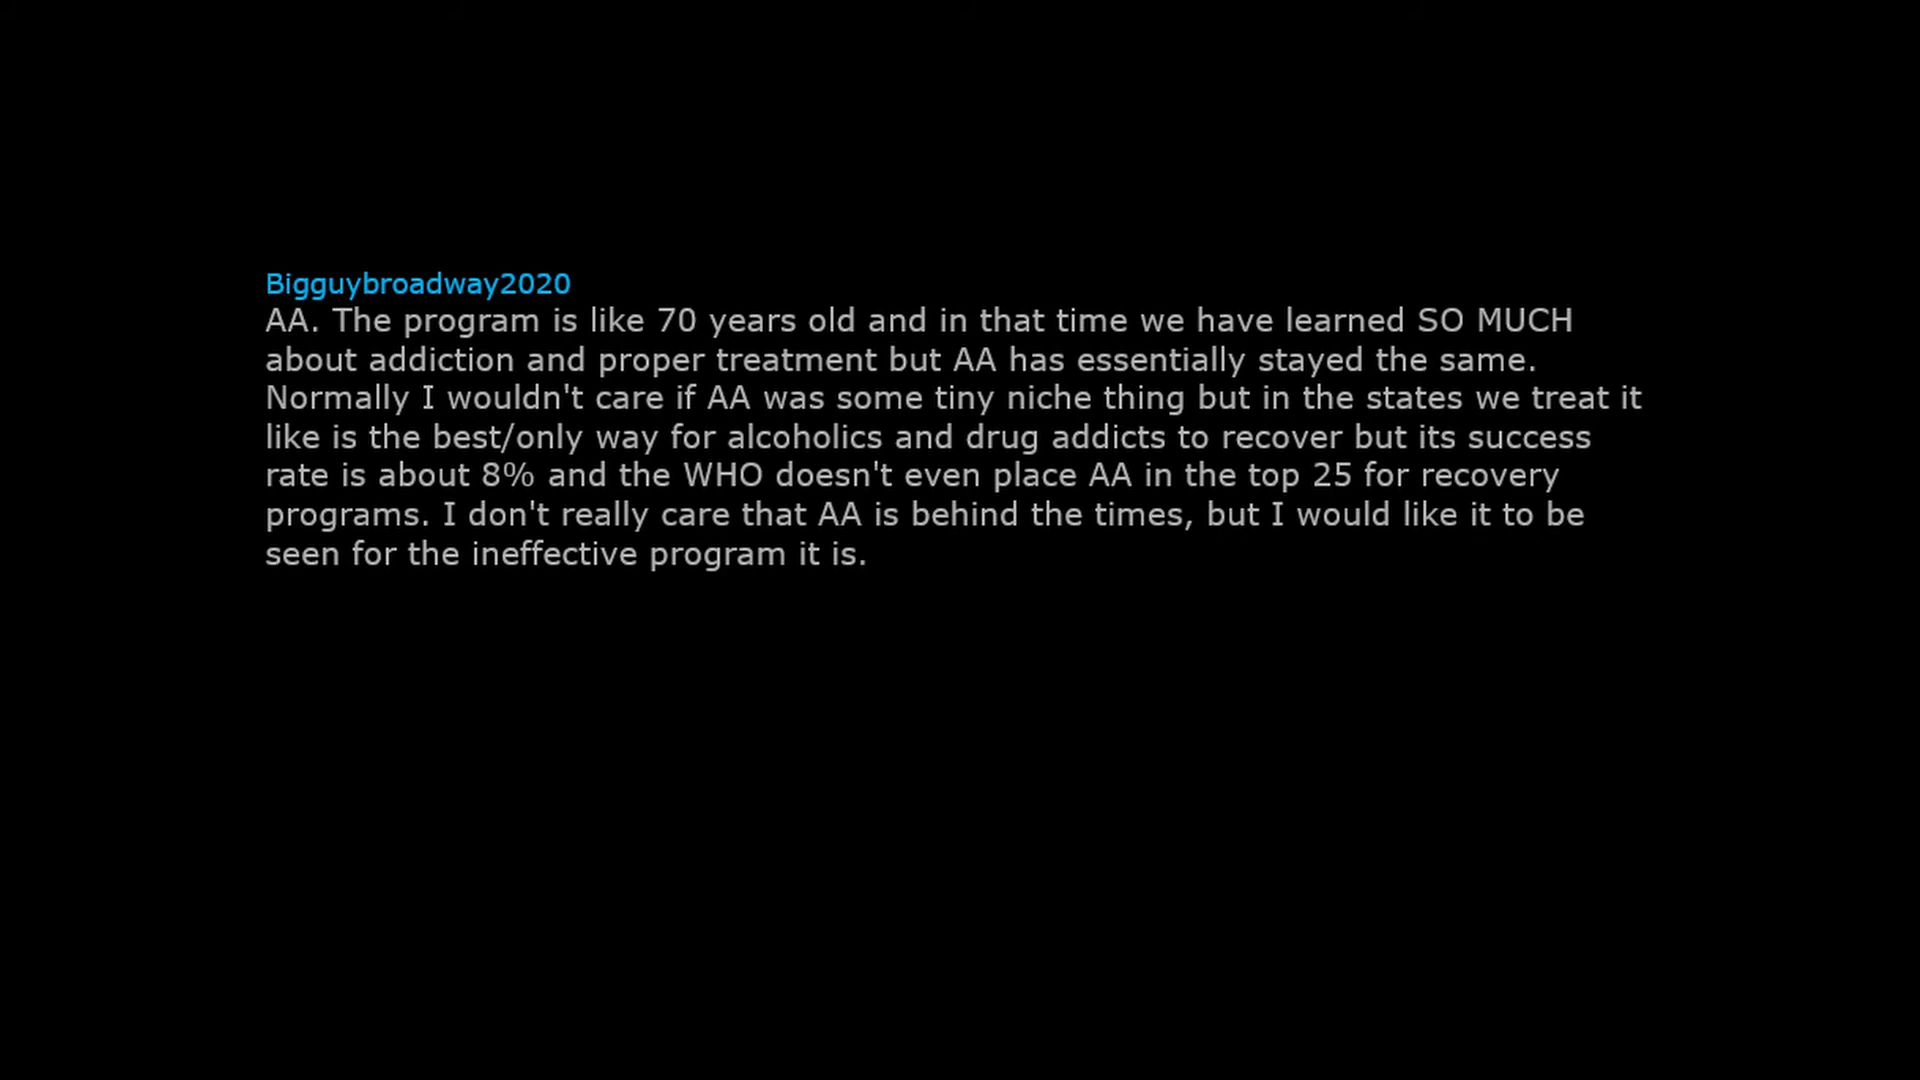 Bigguybroadway2020
AA. The program is like 70 years old and in that time we have learned SO MUCH
about addiction and proper treatment but AA has essentially stayed the same.
Normally I wouldn't care if AA was some tiny niche thing but in the states we treat it
like is the best/only way for alcoholics and drug addicts to recover but its success
rate is about 8% and the WHO doesn't even place AA in the top 25 for recovery
programs. I don't really care that AA is behind the times, but I would like it to be
seen for the ineffective program it is.